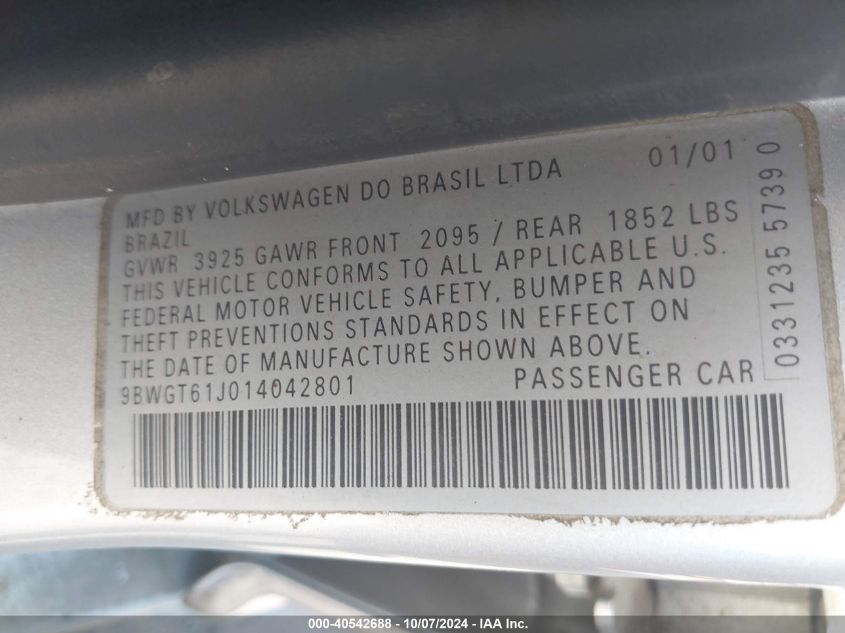 MFD BY VOLKSWAGEN DO BRASIL LTDA 01/01
BRAZIL
GVWR 3925 GAWR FRONT 2095 / REAR 1852 LBS
THIS VEHICLE CONFORMS TO ALL APPLICABLE U.S.
FEDERAL MOTOR VEHICLE SAFETY, BUMPER AND
THEFT PREVENTIONS STANDARDS IN EFFECT ON
THE DATE OF MANUFACTURE SHOWN ABOVE.
9BWGT61J014042801 PASSENGER CAR
0331235 57390
000-40542688 - 10/07/2024 - IAA Inc.